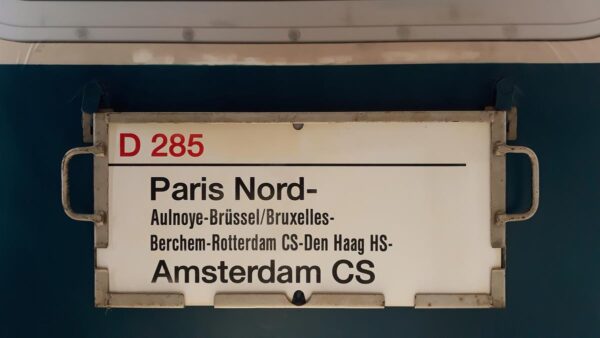 D 285
Paris Nord-
Aulnoye-Brüssel/Bruxelles-
Berchem-Rotterdam CS-Den Haag HS-
Amsterdam CS